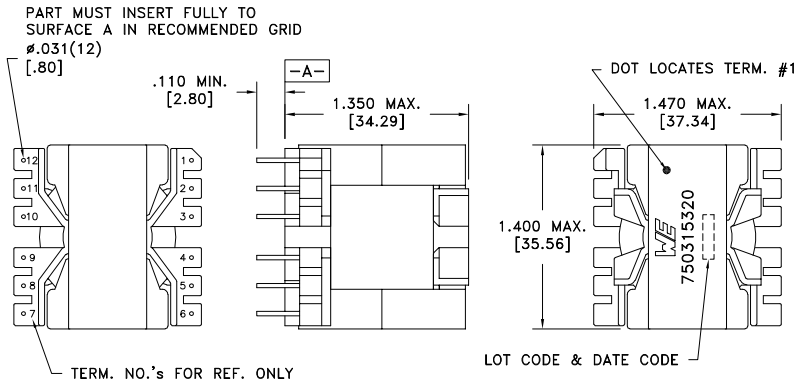 PART MUST INSERT FULLY TO
SURFACE A IN RECOMMENDED GRID
ø.031(12)
[.80]
.110 MIN.
[2.80]
-A-
1.350 MAX.
[34.29]
DOT LOCATES TERM. #1
1.470 MAX.
[37.34]
12
11
10
9
8
7
1
2
3
4
5
6
1.400 MAX.
[35.56]
WE
750315320
TERM. NO.'s FOR REF. ONLY
LOT CODE & DATE CODE